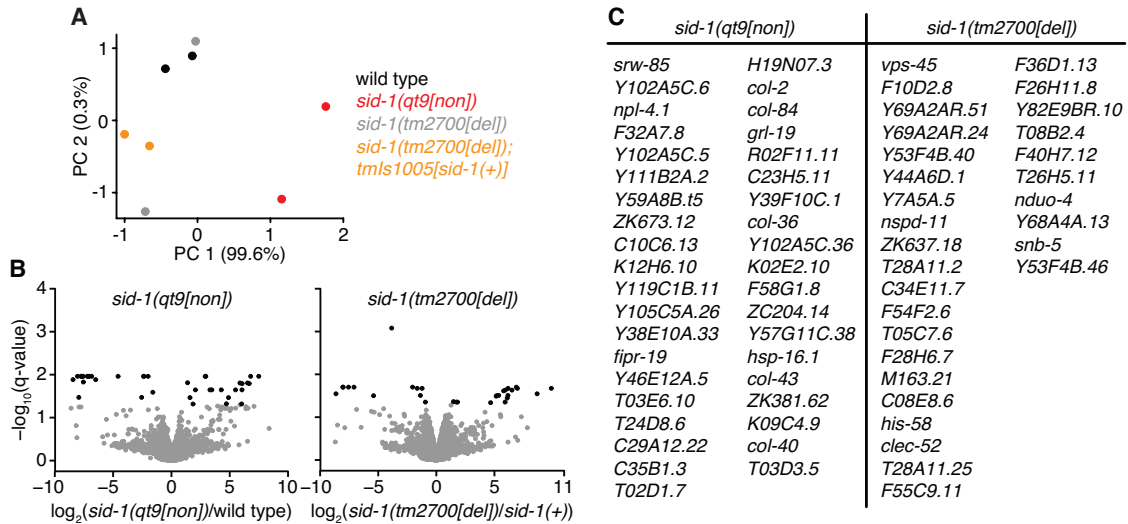 A
PC 2 (0.3%)
1
0
-1
-1
0
1
2
PC 1 (99.6%)
wild type
sid-1(qt9[non])
sid-1(tm2700[del])
sid-1(tm2700[del]);
tmIs1005[sid-1(+)]
B
−log10(q-value)
sid-1(qt9[non])
4
3
2
1
0
−10
−5
0
5
10
log2(sid-1(qt9[non])/wild type)
sid-1(tm2700[del])
−10
−5
0
5
11
log2(sid-1(tm2700[del])/sid-1(+))
C
sid-1(qt9[non]) sid-1(tm2700[del])
srw-85 H19N07.3 vps-45 F36D1.13
Y102A5C.6 col-2 F10D2.8 F26H11.8
npl-4.1 col-84 Y69A2AR.51 Y82E9BR.10
F32A7.8 grl-19 Y69A2AR.24 T08B2.4
Y102A5C.5 R02F11.11 Y53F4B.40 F40H7.12
Y111B2A.2 C23H5.11 Y44A6D.1 T26H5.11
Y59A8B.t5 Y39F10C.1 Y7A5A.5 nduo-4
ZK673.12 col-36 nspd-11 Y68A4A.13
C10C6.13 Y102A5C.36 ZK637.18 snb-5
K12H6.10 K02E2.10 T28A11.2 Y53F4B.46
Y119C1B.11 F58G1.8 C34E11.7
Y105C5A.26 ZC204.14 F54F2.6
Y38E10A.33 Y57G11C.38 T05C7.6
fipr-19 hsp-16.1 F28H6.7
Y46E12A.5 col-43 M163.21
T03E6.10 ZK381.62 C08E8.6
T24D8.6 K09C4.9 his-58
C29A12.22 col-40 clec-52
C35B1.3 T03D3.5 T28A11.25
T02D1.7 F55C9.11